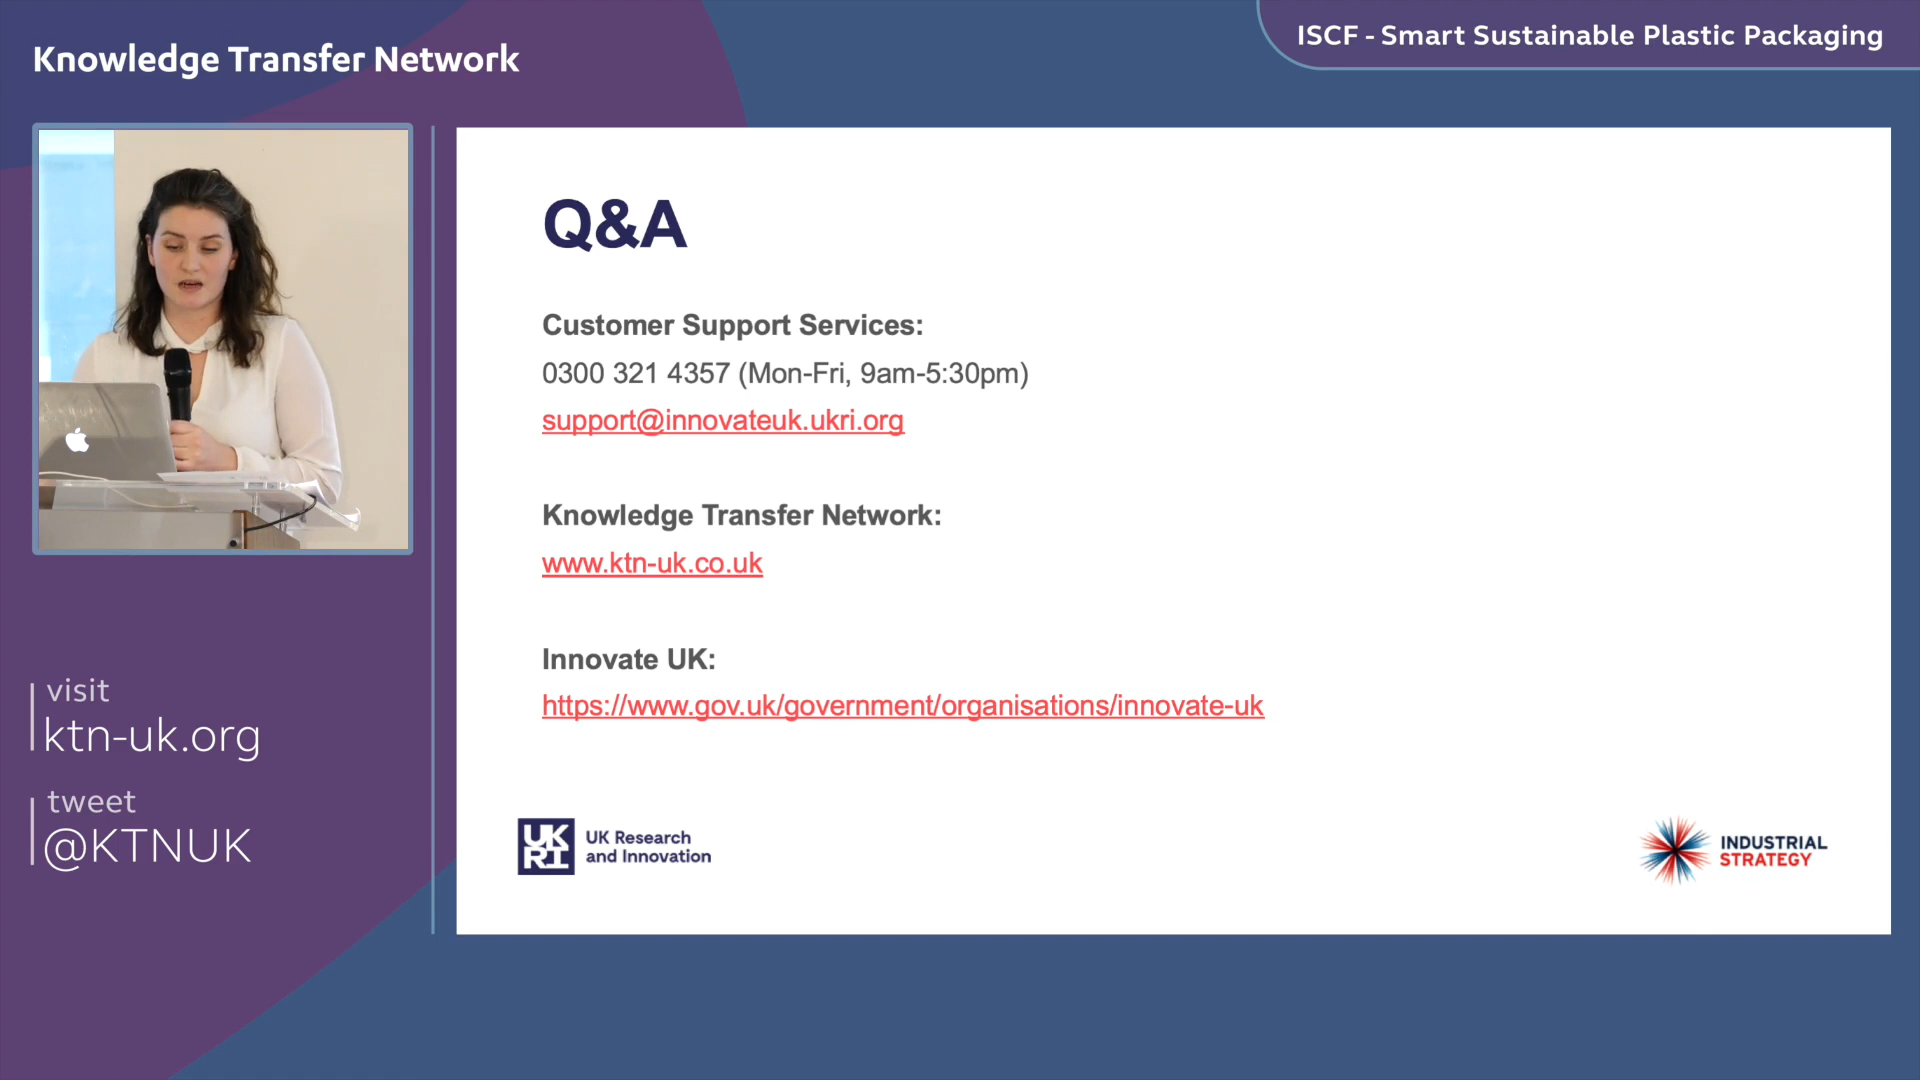 Knowledge Transfer Network
ISCF - Smart Sustainable Plastic Packaging
Q&A
Customer Support Services:
0300 321 4357 (Mon-Fri, 9am-5:30pm)
support@innovateuk.ukri.org
Knowledge Transfer Network:
www.ktn-uk.co.uk
Innovate UK:
https://www.gov.uk/government/organisations/innovate-uk
visit
ktn-uk.org
tweet
@KTNUK
UK
RI
UK Research
and Innovation
INDUSTRIAL
STRATEGY